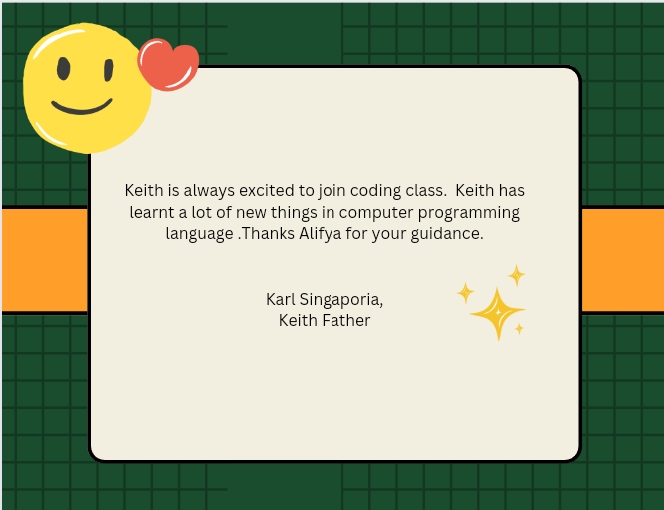 Keith is always excited to join coding class.  Keith has
learnt a lot of new things in computer programming
language .Thanks Alifya for your guidance.
Karl Singaporia,
Keith Father